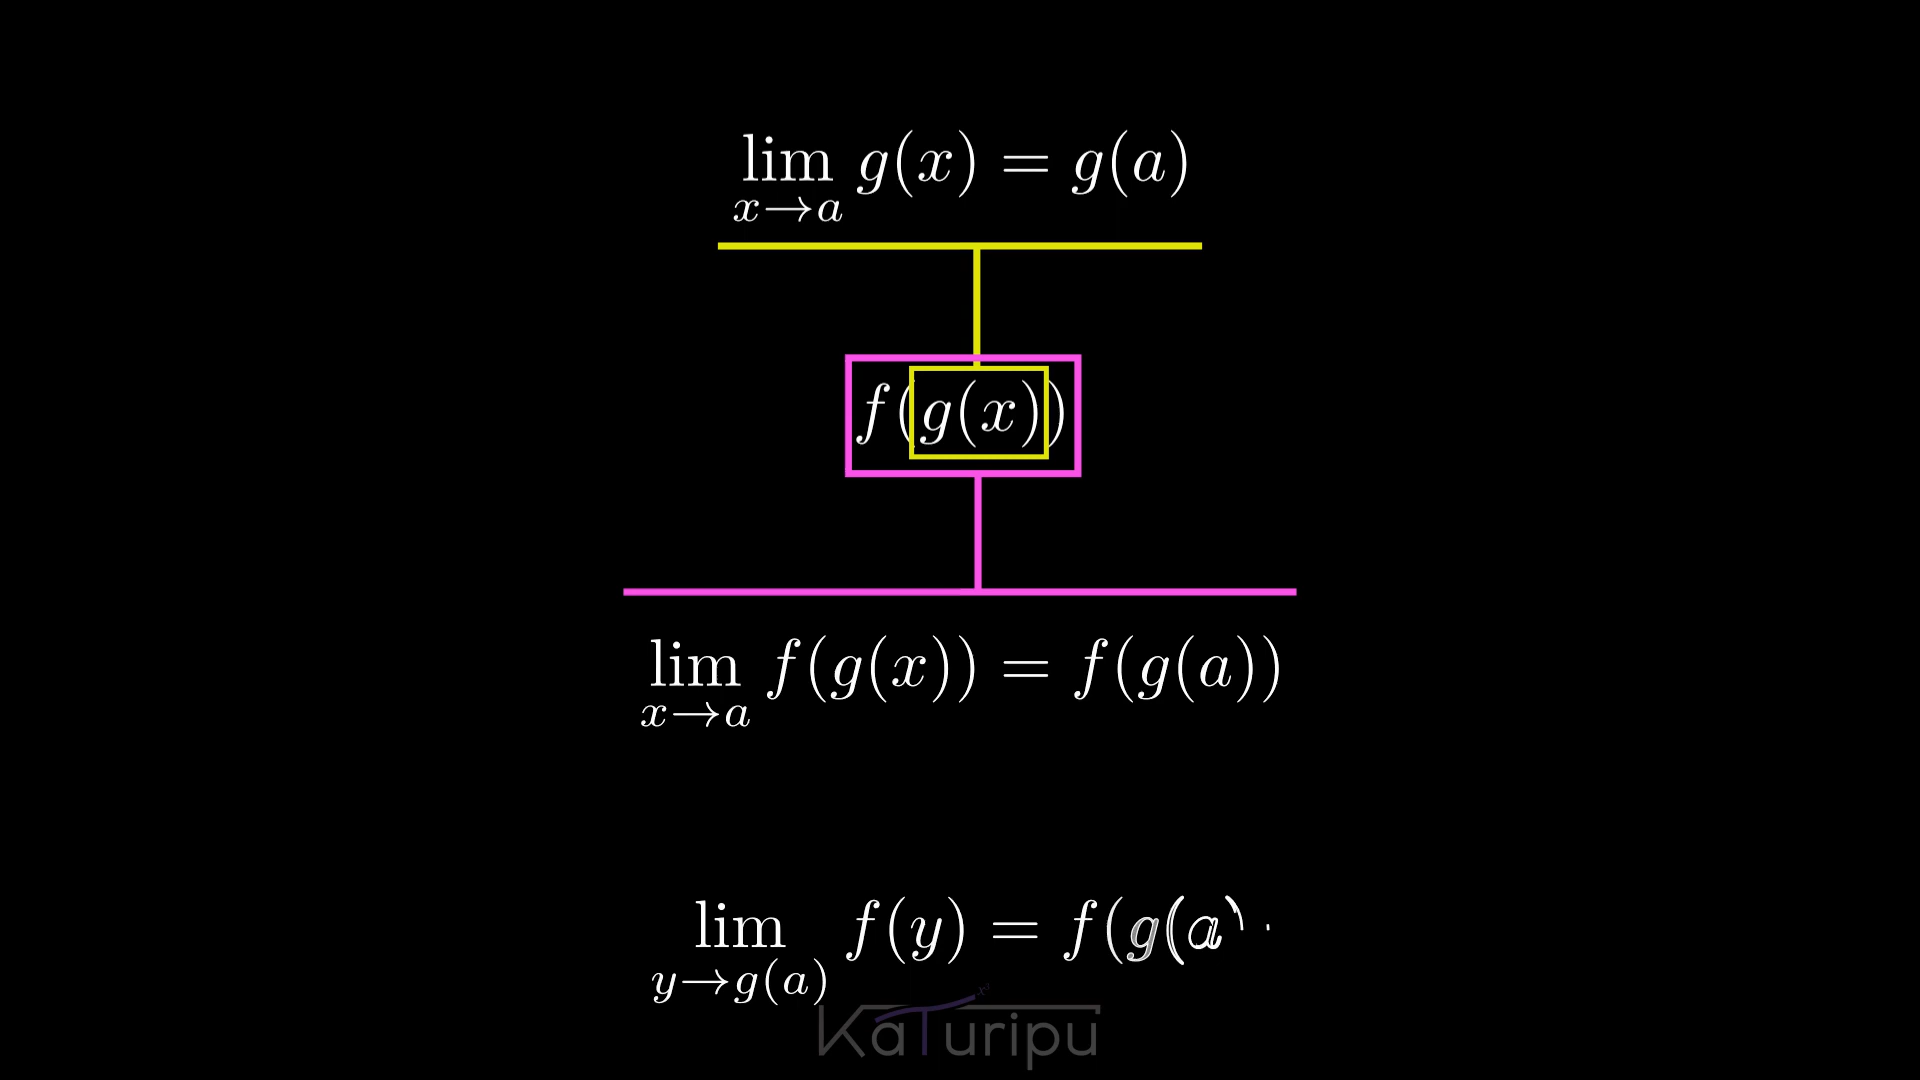 lim g(x) = g(a)
x→a
f(g(x))
lim f(g(x)) = f(g(a))
x→a
lim f(y) = f(g(a)
y→g(a)
KaTuripu